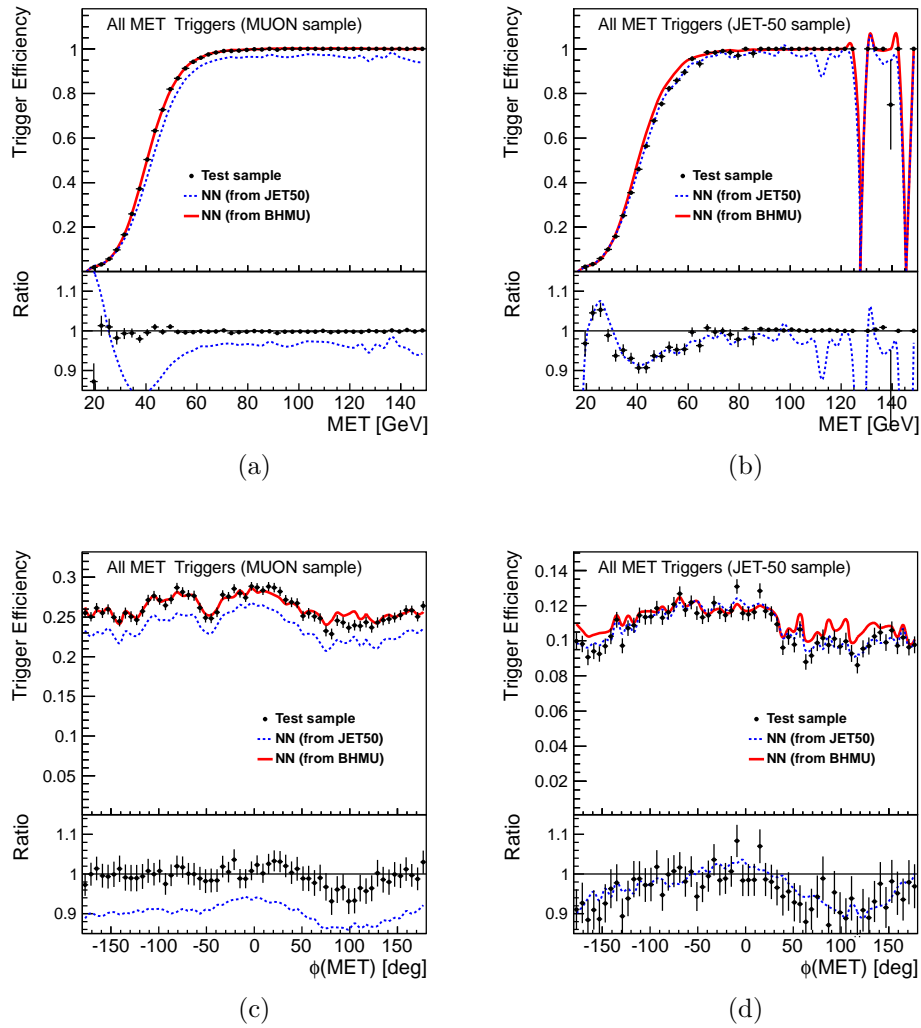 All MET Triggers (MUON sample)
Trigger Efficiency
1
0.8
0.6
0.4
0.2
Test sample
NN (from JET50)
NN (from BHMU)
Ratio
1.1
1
0.9
20 40 60 80 100 120 140
MET [GeV]
(a)
All MET Triggers (JET-50 sample)
Trigger Efficiency
1
0.8
0.6
0.4
0.2
Test sample
NN (from JET50)
NN (from BHMU)
Ratio
1.1
1
0.9
20 40 60 80 100 120 140
MET [GeV]
(b)
All MET Triggers (MUON sample)
Trigger Efficiency
0.3
0.25
0.2
0.15
0.1
0.05
Test sample
NN (from JET50)
NN (from BHMU)
Ratio
1.1
1
0.9
-150 -100 -50 0 50 100 150
ϕ(MET) [deg]
(c)
All MET Triggers (JET-50 sample)
Trigger Efficiency
0.14
0.12
0.1
0.08
0.06
0.04
0.02
Test sample
NN (from JET50)
NN (from BHMU)
Ratio
1.1
1
0.9
-150 -100 -50 0 50 100 150
ϕ(MET) [deg]
(d)